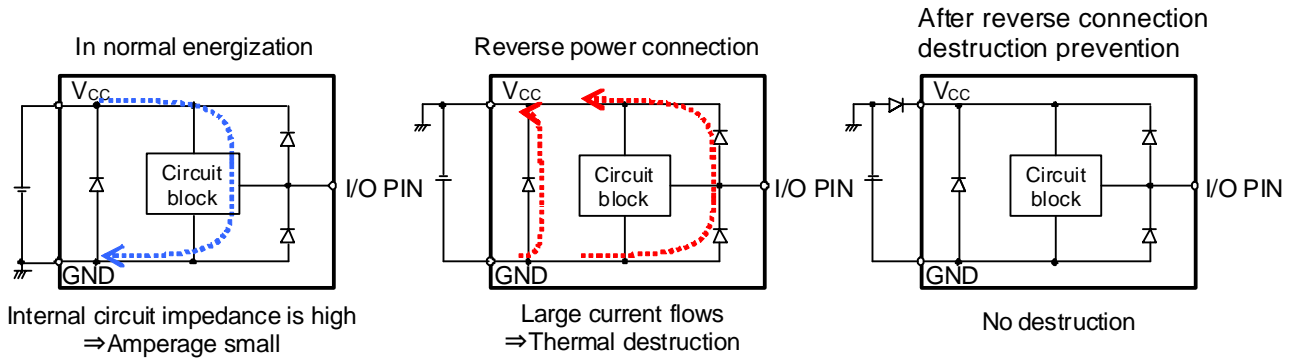 In normal energization
VCC
Circuit
block
I/O PIN
GND
Internal circuit impedance is high
⇒Amperage small
Reverse power connection
VCC
Circuit
block
I/O PIN
GND
Large current flows
⇒Thermal destruction
After reverse connection
destruction prevention
VCC
Circuit
block
I/O PIN
GND
No destruction